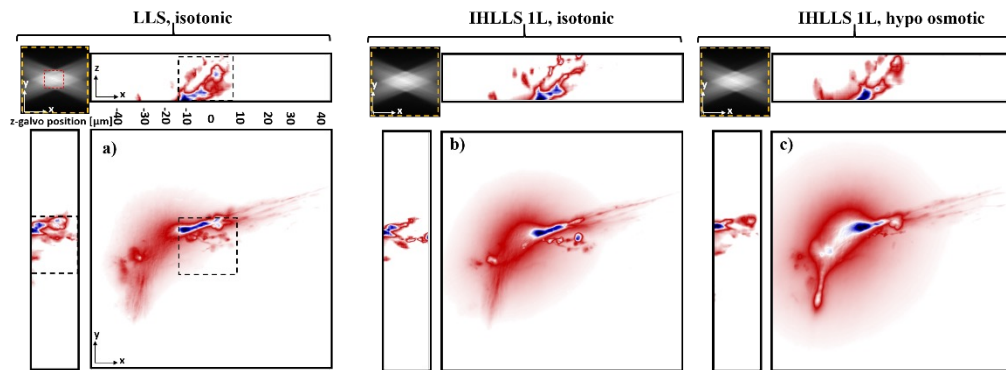 LLS, isotonic
IHLLS 1L, isotonic
IHLLS 1L, hypo osmotic
y
x
z
x
y
x
y
x
z-galvo position [μm]
-40
-30
-20
-10
0
10
20
30
40
a)
b)
c)
y
x